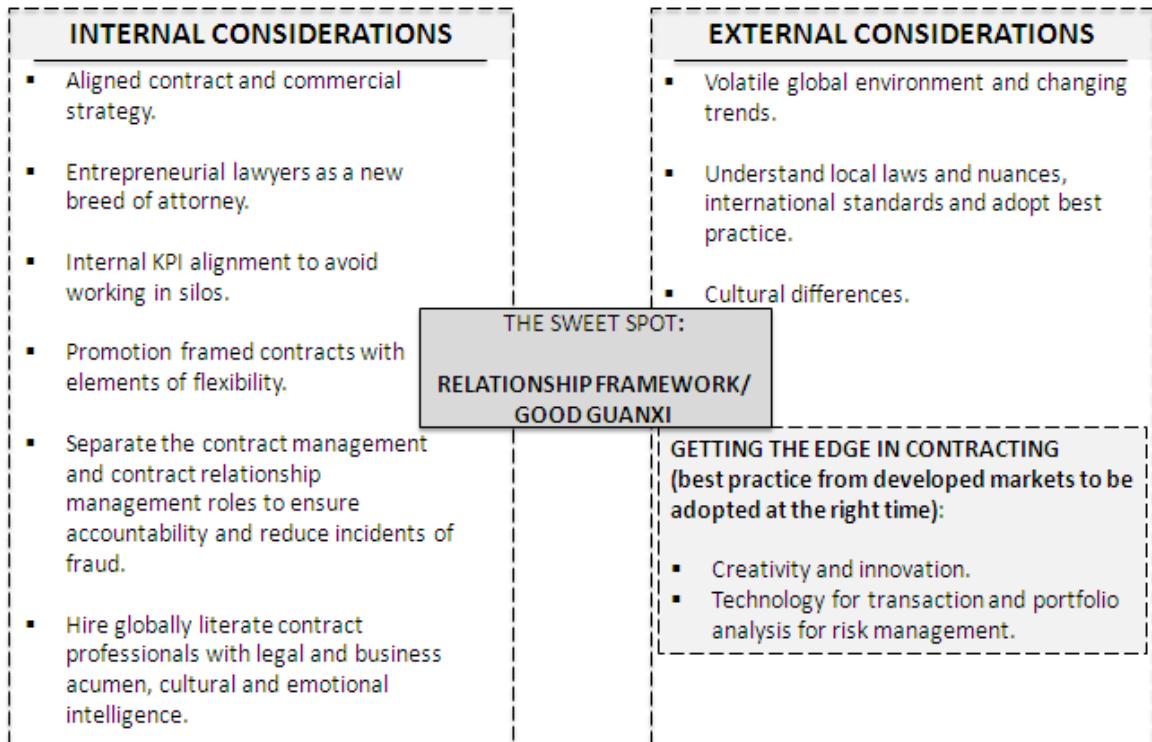 INTERNAL CONSIDERATIONS
▪ Aligned contract and commercial
strategy.
▪ Entrepreneurial lawyers as a new
breed of attorney.
▪ Internal KPI alignment to avoid
working in silos.
▪ Promotion framed contracts with
elements of flexibility.
▪ Separate the contract management
and contract relationship
management roles to ensure
accountability and reduce incidents of
fraud.
▪ Hire globally literate contract
professionals with legal and business
acumen, cultural and emotional
intelligence.
THE SWEET SPOT:
RELATIONSHIP FRAMEWORK/
GOOD GUANXI
EXTERNAL CONSIDERATIONS
▪ Volatile global environment and changing
trends.
▪ Understand local laws and nuances,
international standards and adopt best
practice.
▪ Cultural differences.
GETTING THE EDGE IN CONTRACTING
(best practice from developed markets to be
adopted at the right time):
▪ Creativity and innovation.
▪ Technology for transaction and portfolio
analysis for risk management.